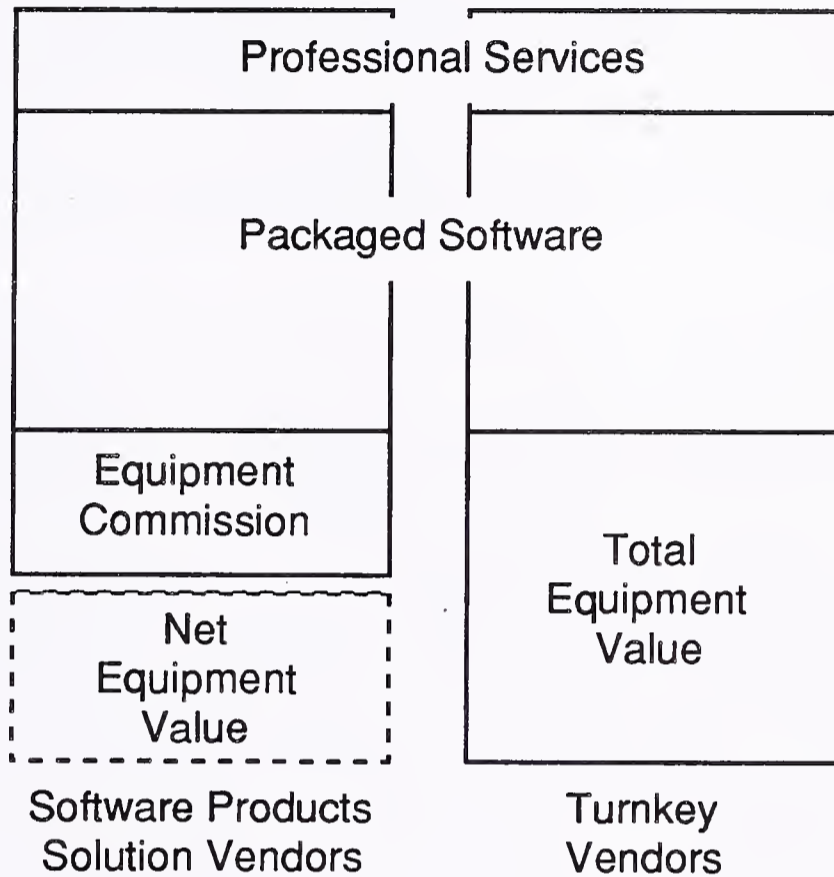 Professional Services
Packaged Software
Equipment
Commission
Net
Equipment
Value
Total
Equipment
Value
Software Products
Solution Vendors
Turnkey
Vendors